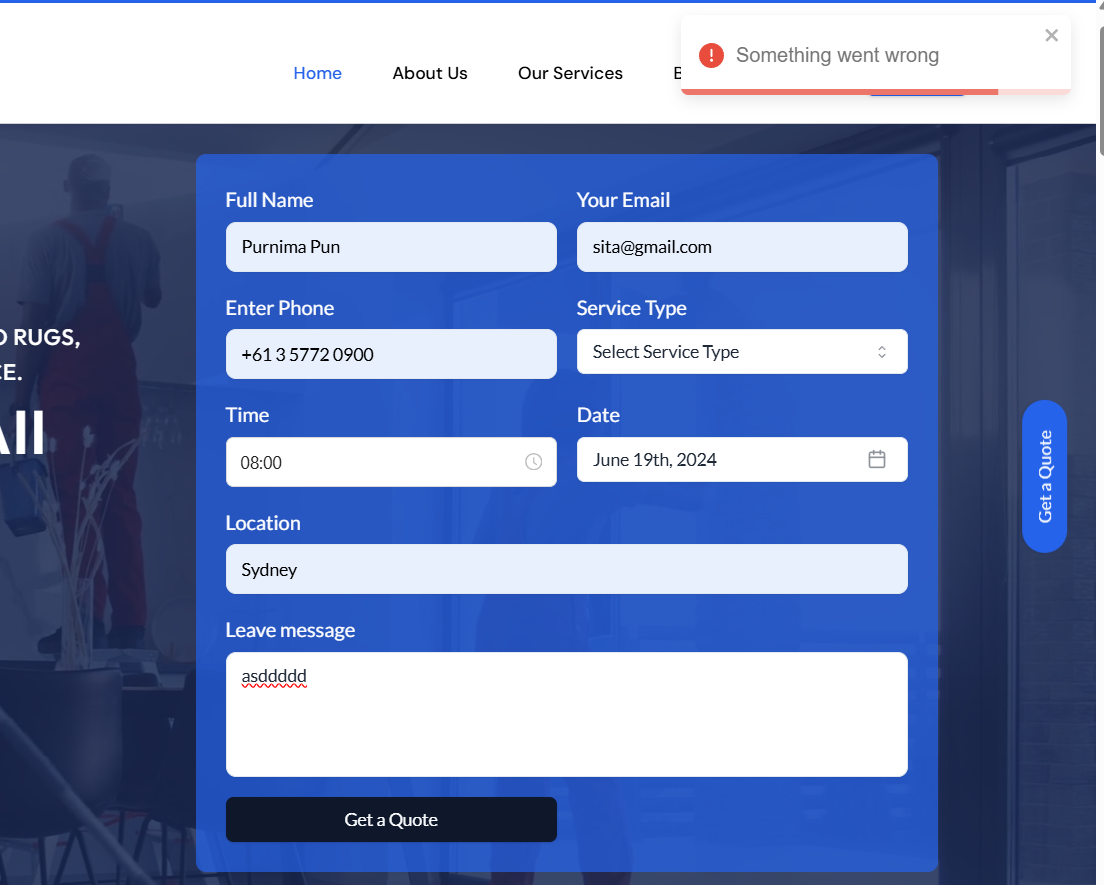 Something went wrong
Home About Us Our Services B
Full Name Your Email
Purnima Pun sita@gmail.com
Enter Phone Service Type
+61 3 5772 0900 Select Service Type
RUGS,
Time Date
08:00 June 19th, 2024
All
Get a Quote
Location
Sydney
Leave message
asddddd
Get a Quote